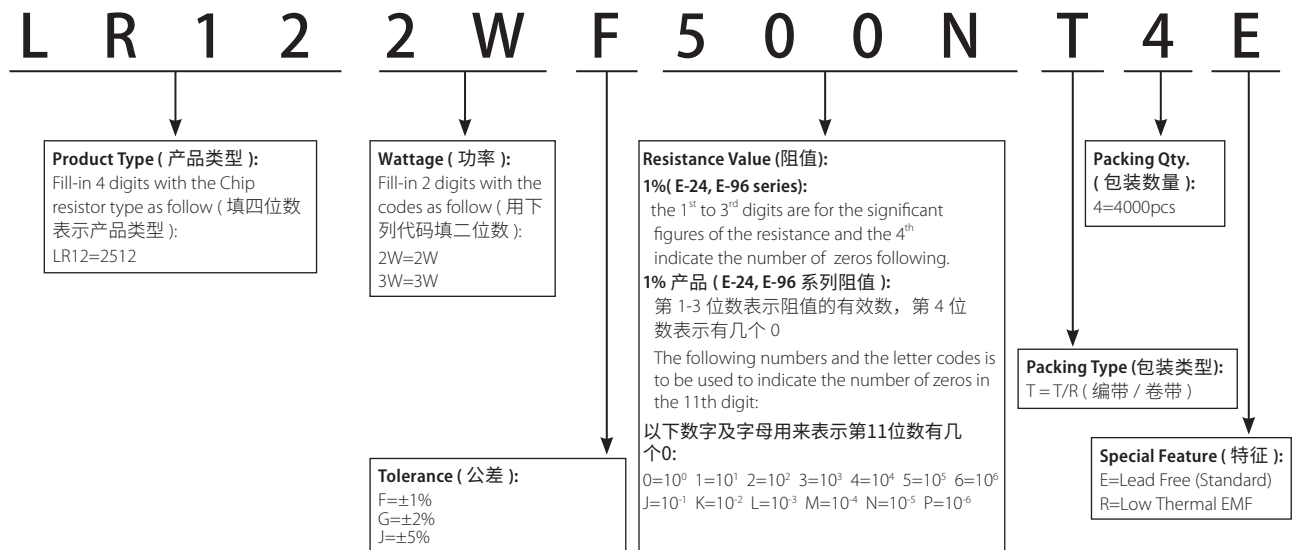 L R 1 2 2 W F 5 0 0 N T 4 E
Product Type ( 产品类型 ):
Fill-in 4 digits with the Chip
resistor type as follow ( 填四位数
表示产品类型 ):
LR12=2512
Wattage ( 功率 ):
Fill-in 2 digits with the
codes as follow ( 用下
列代码填二位数 ):
2W=2W
3W=3W
Tolerance ( 公差 ):
F=±1%
G=±2%
J=±5%
Resistance Value (阻值):
1%( E-24, E-96 series):
the 1st to 3rd digits are for the significant
figures of the resistance and the 4th
indicate the number of zeros following.
1% 产品 ( E-24, E-96 系列阻值 ):
第 1-3 位数表示阻值的有效数，第 4 位
数表示有几个 0
The following numbers and the letter codes is
to be used to indicate the number of zeros in
the 11th digit:
以下数字及字母用来表示第11位数有几
个0:
0=10⁰ 1=10¹ 2=10² 3=10³ 4=10⁴ 5=10⁵ 6=10⁶
J=10⁻¹ K=10⁻² L=10⁻³ M=10⁻⁴ N=10⁻⁵ P=10⁻⁶
Packing Type (包装类型):
T = T/R ( 编带 / 卷带 )
Packing Qty.
( 包装数量 ):
4=4000pcs
Special Feature ( 特征 ):
E=Lead Free (Standard)
R=Low Thermal EMF